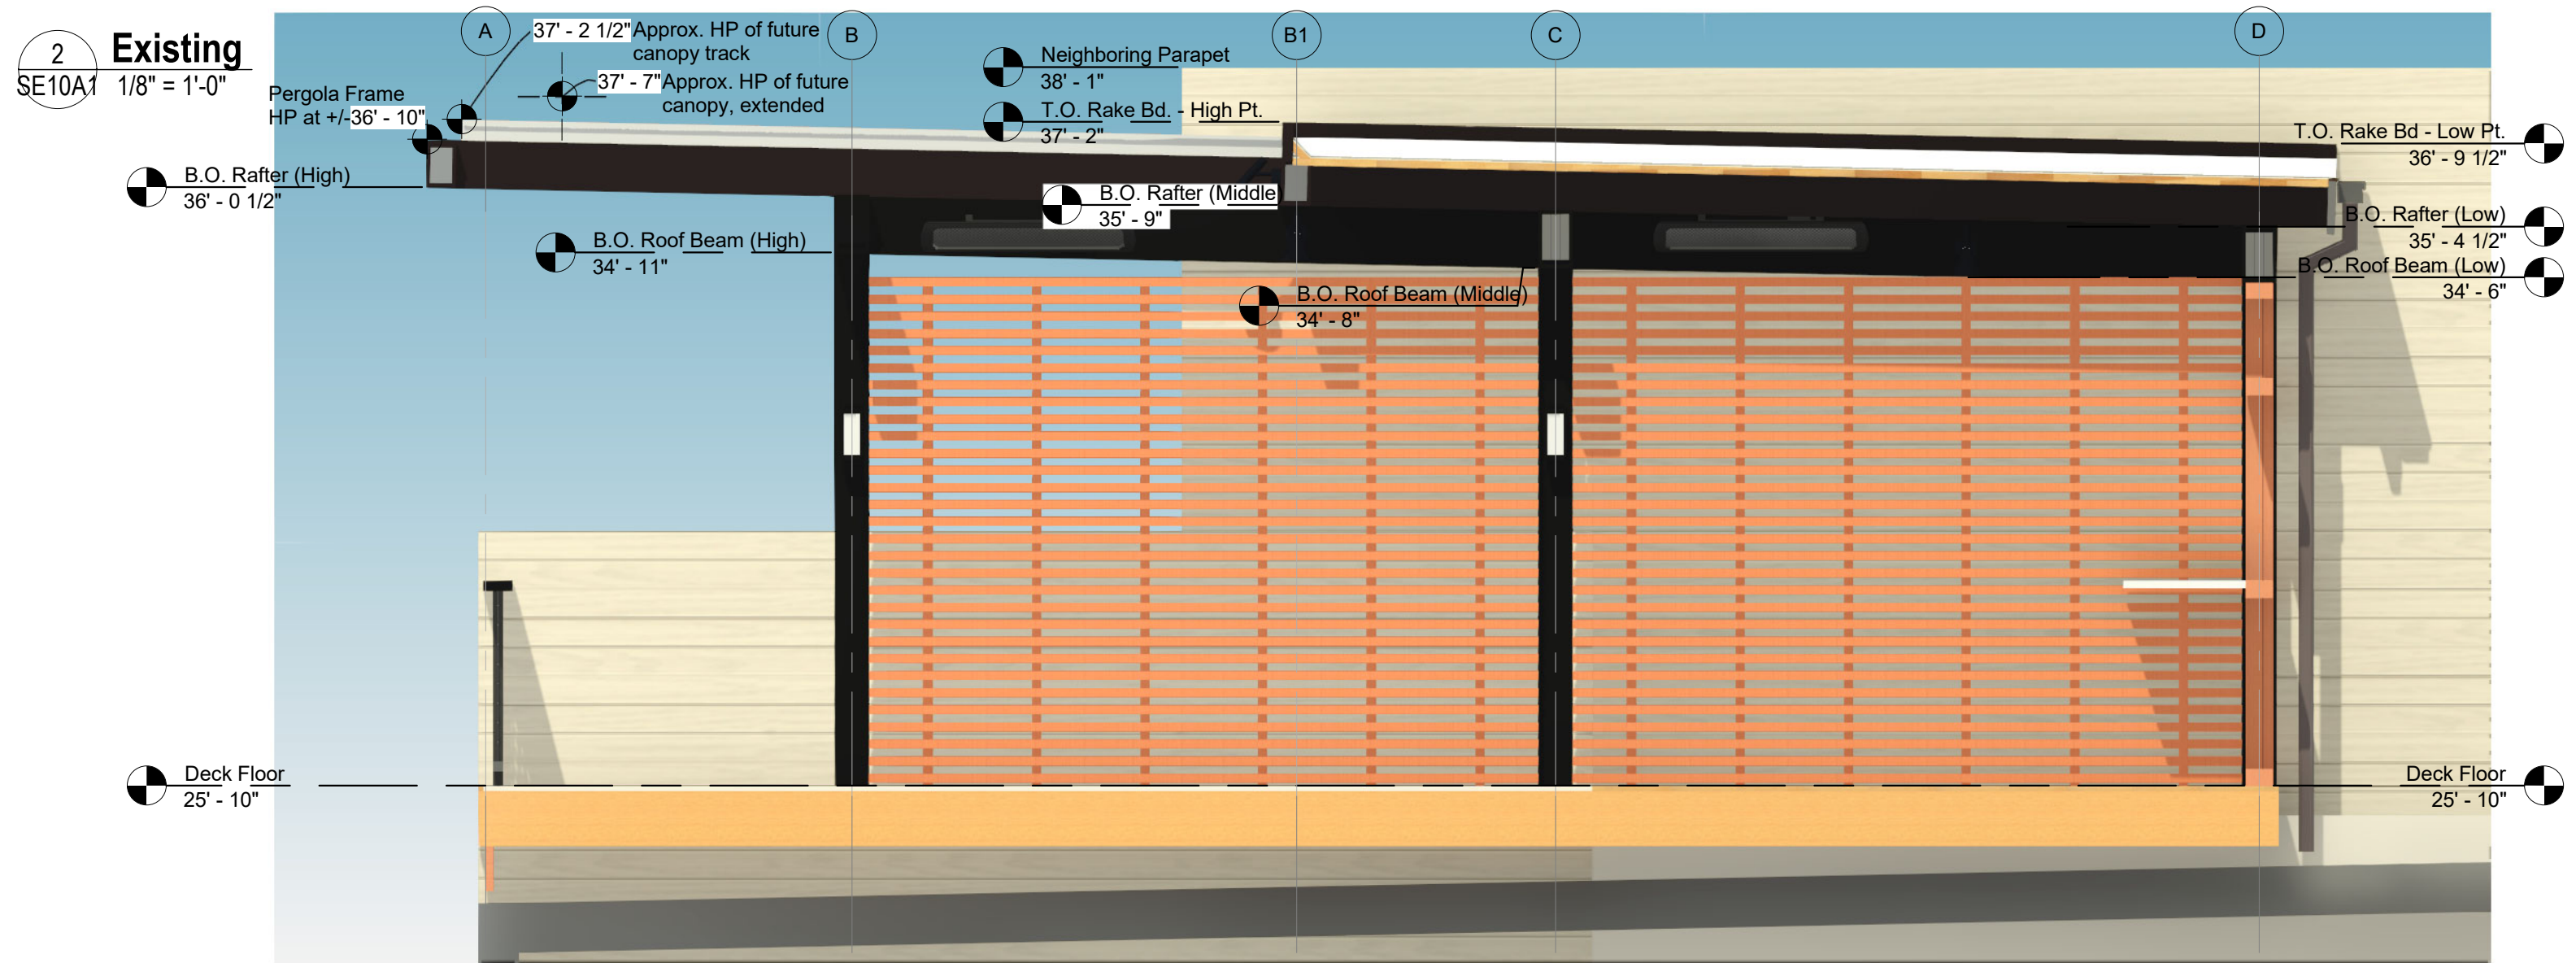 2
SE10A1
Existing
1/8" = 1'-0"
A
B
B1
C
D
37' - 2 1/2" Approx. HP of future
canopy track
37' - 7" Approx. HP of future
canopy, extended
Pergola Frame
HP at +/-36' - 10"
Neighboring Parapet
38' - 1"
T.O. Rake Bd. - High Pt.
37' - 2"
T.O. Rake Bd - Low Pt.
36' - 9 1/2"
B.O. Rafter (High)
36' - 0 1/2"
B.O. Rafter (Middle
35' - 9"
B.O. Rafter (Low)
35' - 4 1/2"
B.O. Roof Beam (High)
34' - 11"
B.O. Roof Beam (Low)
34' - 6"
B.O. Roof Beam (Middle)
34' - 8"
Deck Floor
25' - 10"
Deck Floor
25' - 10"